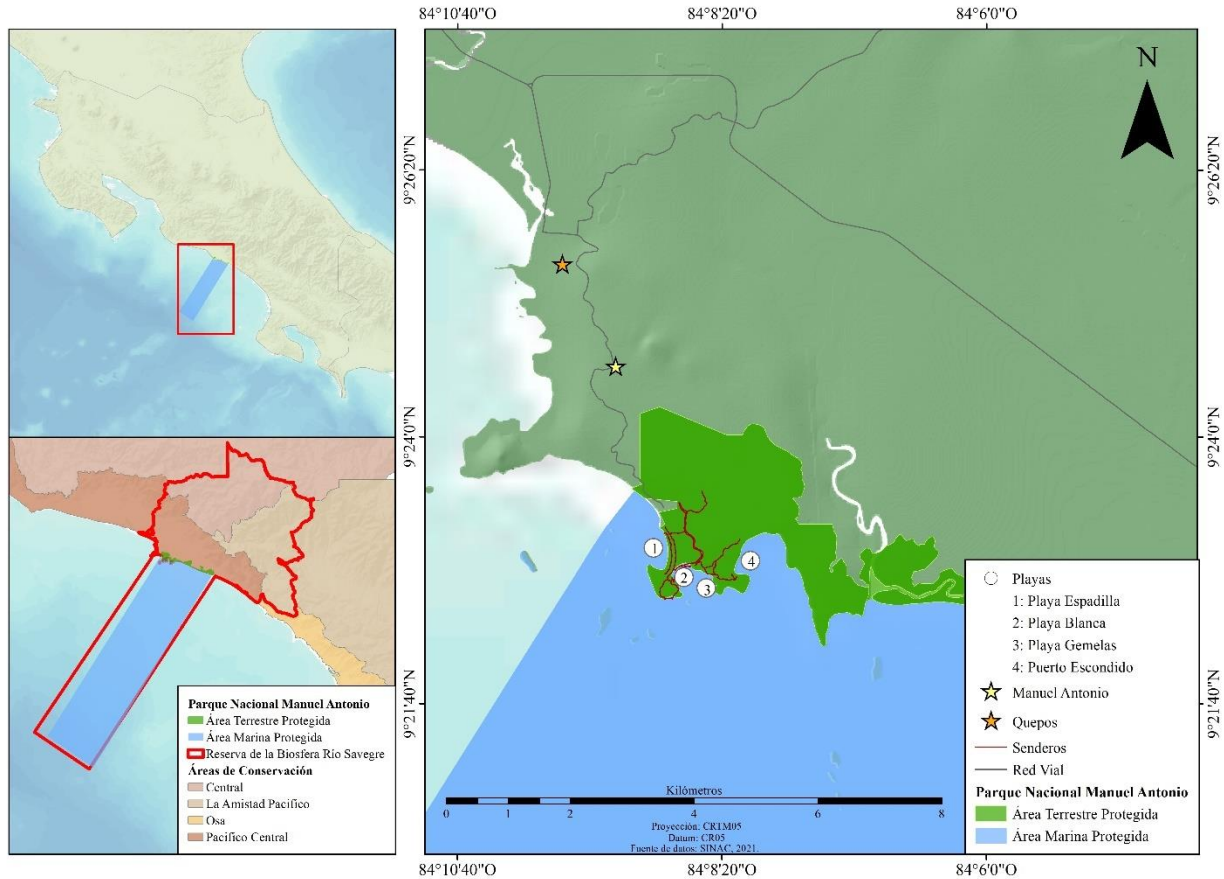 84°10'40"O
84°8'20"O
84°6'0"O
N
9°26'20"N
9°26'20"N
9°24'0"N
9°24'0"N
9°21'40"N
9°21'40"N
1
2
3
4
Parque Nacional Manuel Antonio
Área Terrestre Protegida
Área Marina Protegida
Reserva de la Biosfera Río Savegre
Áreas de Conservación
Central
La Amistad Pacífico
Osa
Pacífico Central
Playas
1: Playa Espadilla
2: Playa Blanca
3: Playa Gemelas
4: Puerto Escondido
Manuel Antonio
Quepos
Senderos
Red Vial
Parque Nacional Manuel Antonio
Área Terrestre Protegida
Área Marina Protegida
Kilómetros
0 1 2 4 6 8
Proyección: CRTM05
Datum: CR05
Fuente de datos: SINAC, 2021.
84°10'40"O
84°8'20"O
84°6'0"O